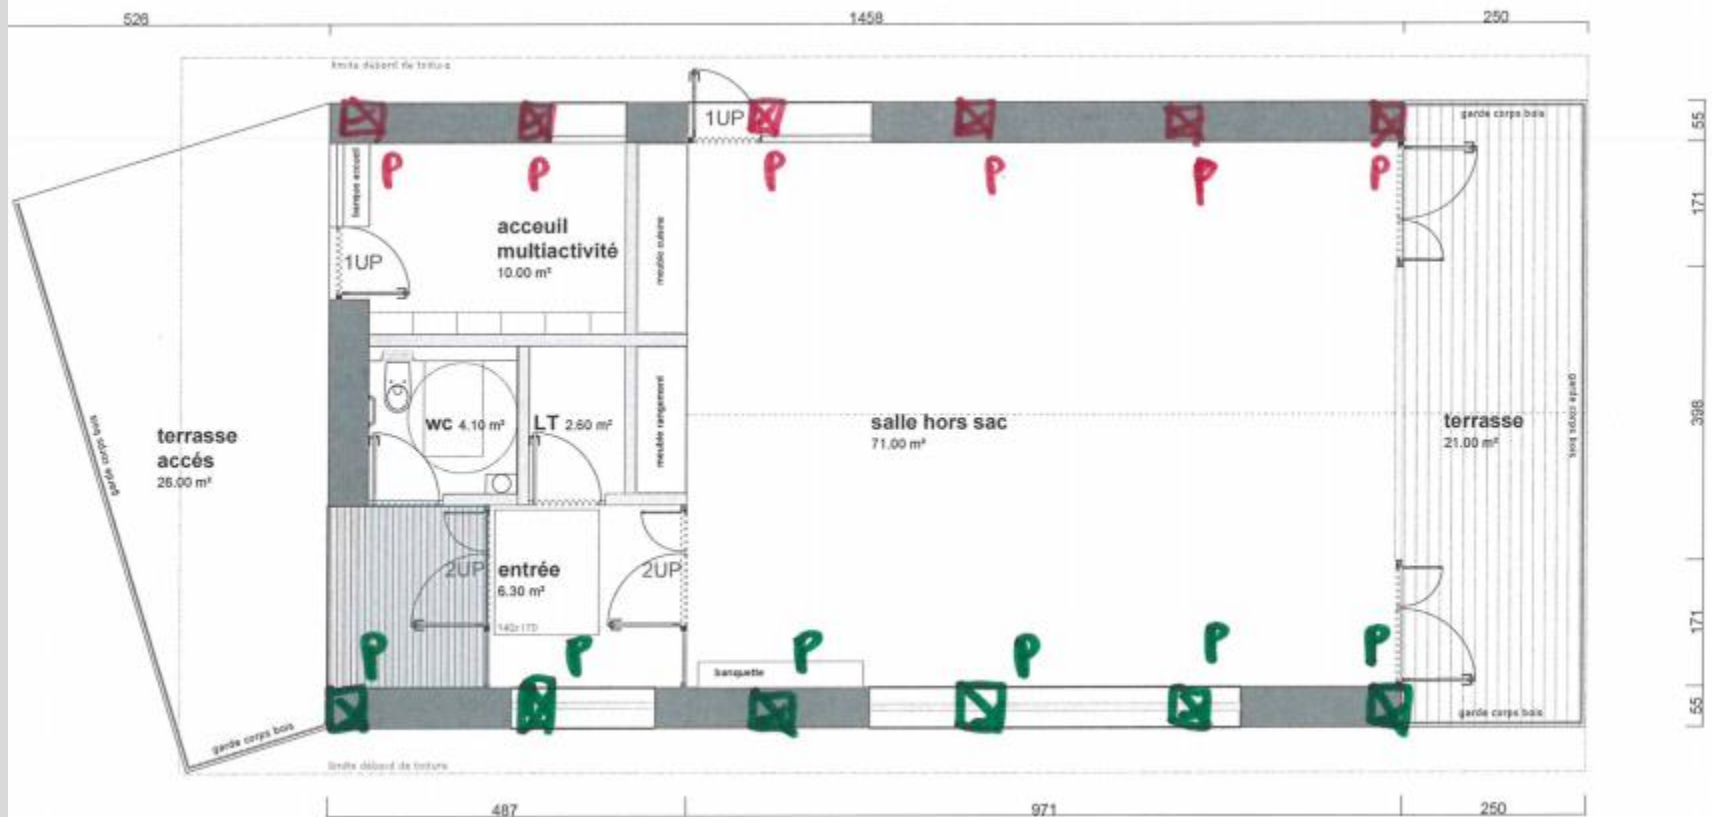 526
1458
250
limite débord de toiture
1UP
garde corps bois
55
P P P P P P
banque accueil
171
acceuil
multiactivité
10.00 m²
meuble cuisine
1UP
garde corps bois
terrasse
accés
26.00 m²
WC 4.10 m²
LT 2.60 m²
meuble rangement
salle hors sac
71.00 m²
terrasse
21.00 m²
garde corps bois
398
2UP
entrée
6.30 m²
2UP
140x170
171
P P P P P P
banquette
55
garde corps bois
garde corps bois
limite débord de toiture
487
971
250